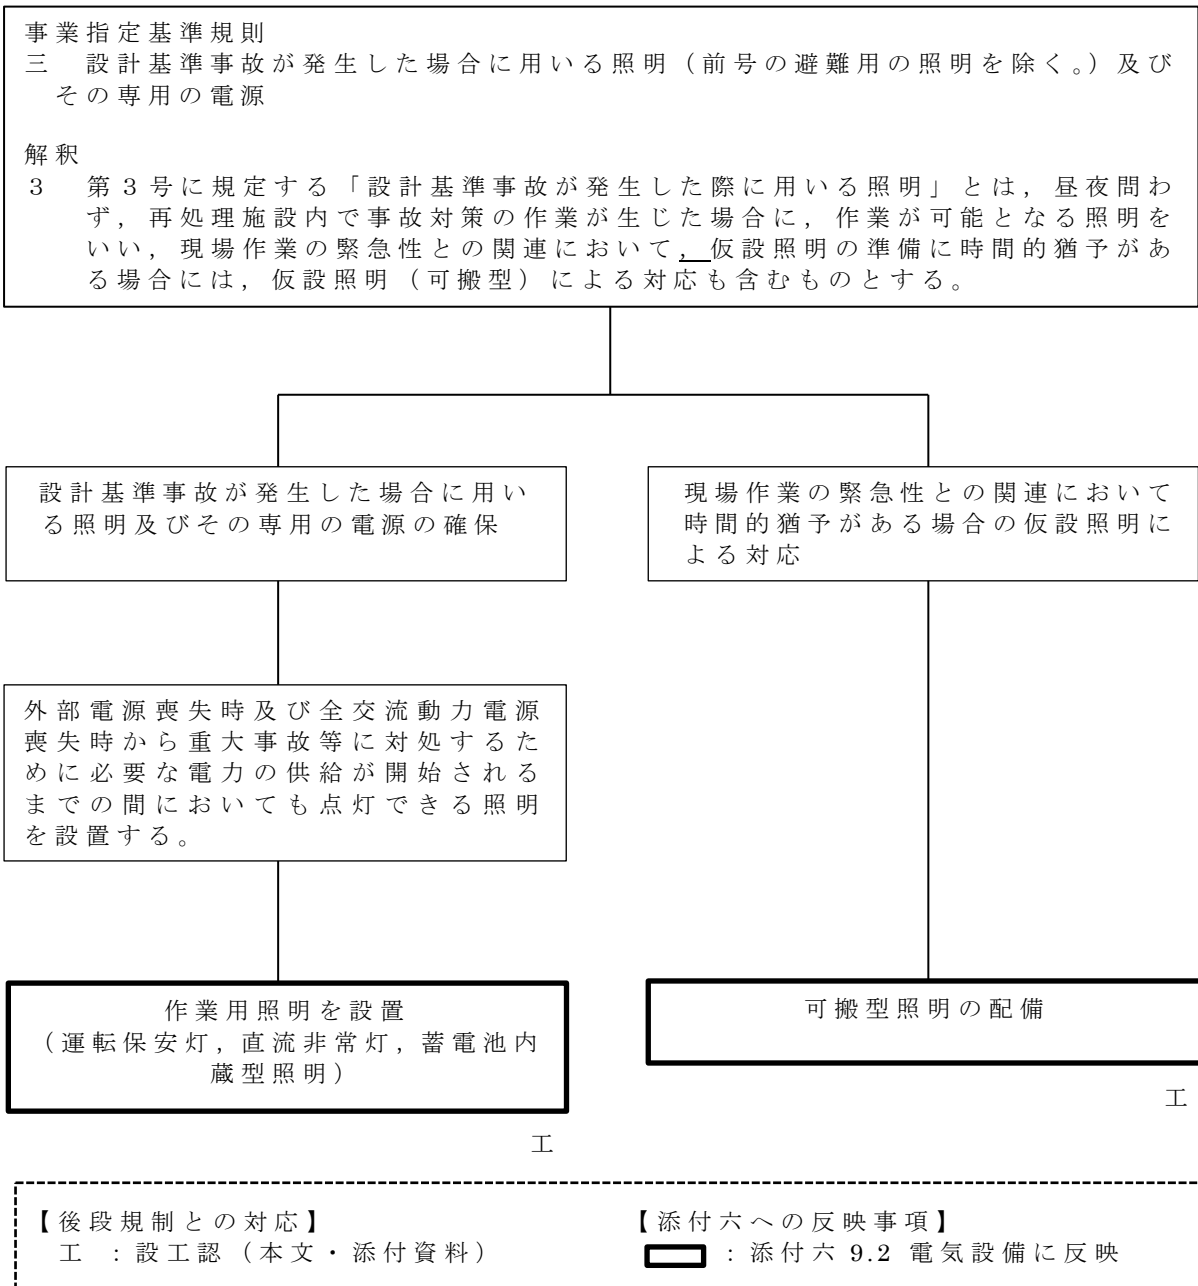 事業指定基準規則
三　設計基準事故が発生した場合に用いる照明（前号の避難用の照明を除く。）及び
その専用の電源
解釈
３　第３号に規定する「設計基準事故が発生した際に用いる照明」とは，昼夜問わ
ず，再処理施設内で事故対策の作業が生じた場合に，作業が可能となる照明を
いい，現場作業の緊急性との関連において，仮設照明の準備に時間的猶予があ
る場合には，仮設照明（可搬型）による対応も含むものとする。
設計基準事故が発生した場合に用い
る照明及びその専用の電源の確保
現場作業の緊急性との関連において
時間的猶予がある場合の仮設照明に
よる対応
外部電源喪失時及び全交流動力電源
喪失時から重大事故等に対処するた
めに必要な電力の供給が開始される
までの間においても点灯できる照明
を設置する。
作業用照明を設置
（運転保安灯，直流非常灯，蓄電池内
蔵型照明）
工
可搬型照明の配備
工
【後段規制との対応】
工　：設工認（本文・添付資料）
【添付六への反映事項】
：添付六 9.2 電気設備に反映